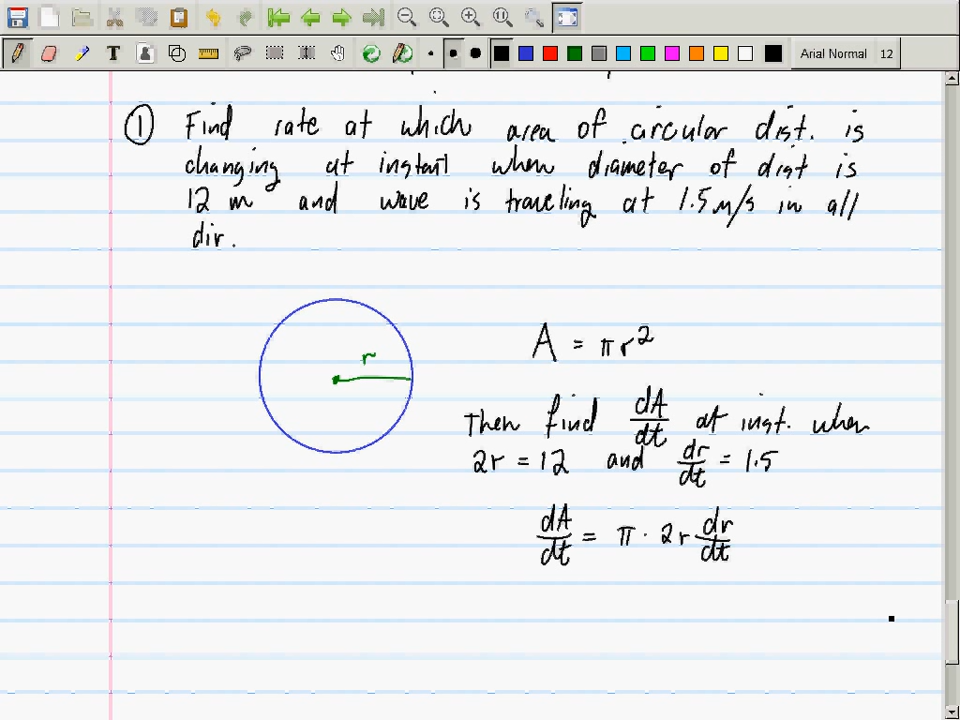 Arial Normal 12
① Find rate at which area of circular dist. is
changing at instant when diameter of dist is
12 m and wave is traveling at 1.5 m/s in all
dir.
r
A = πr²
Then find dA/dt at inst. when
2r = 12 and dr/dt = 1.5
dA/dt = π · 2r dr/dt